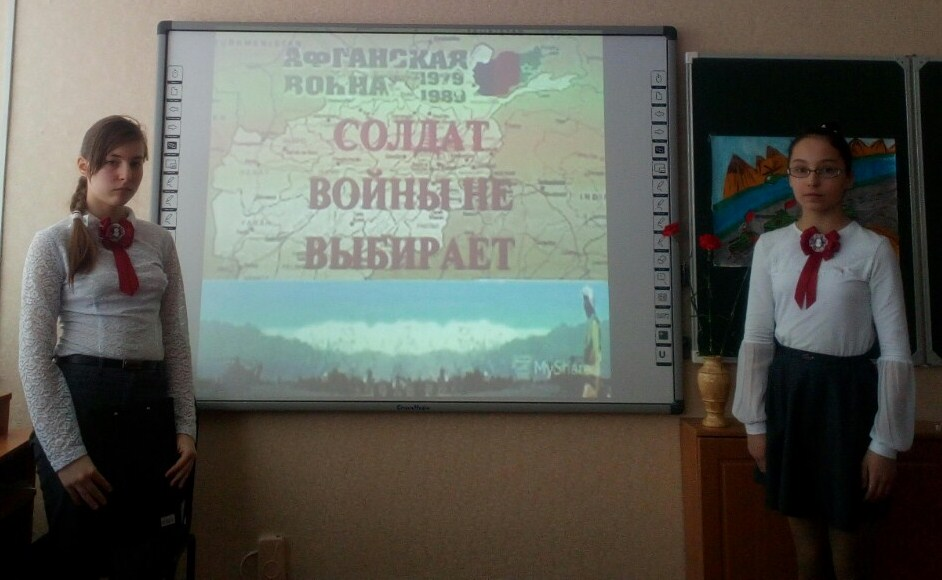 АФГАНСКАЯ
ВОЙНА 1979
1989
СОЛДАТ
ВОЙНЫ НЕ
ВЫБИРАЕТ